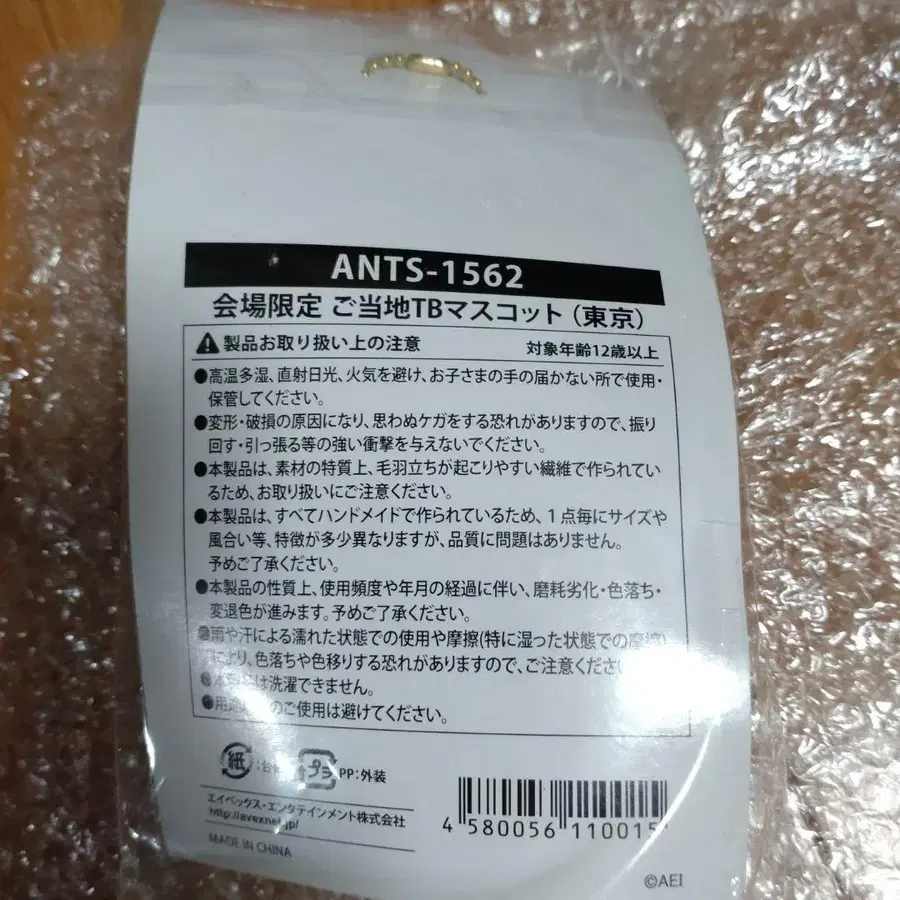 ANTS-1562
会場限定 ご当地TBマスコット（東京）
製品お取り扱い上の注意 対象年齢12歳以上
●高温多湿、直射日光、火気を避け、お子さまの手の届かない所で使用・
保管してください。
●変形・破損の原因になり、思わぬケガをする恐れがありますので、振り
回す・引っ張る等の強い衝撃を与えないでください。
●本製品は、素材の特質上、毛羽立ちが起こりやすい繊維で作られてい
るため、お取り扱いにご注意ください。
●本製品は、すべてハンドメイドで作られているため、1点毎にサイズや
風合い等、特徴が多少異なりますが、品質に問題はありません。
予めご了承ください。
●本製品の性質上、使用頻度や年月の経過に伴い、磨耗劣化・色落ち・
変退色が進みます。予めご了承ください。
●雨や汗による濡れた状態での使用や摩擦(特に湿った状態での摩擦)
により、色落ちや色移りする恐れがありますので、ご注意ください
●本製品は洗濯できません。
●用 のご使用は避けてください。
紙 プラ PP:外装
エイベックス・エンタテインメント株式会社
http://avexnet.jp/
MADE IN CHINA
4 580056 110015
©AEI